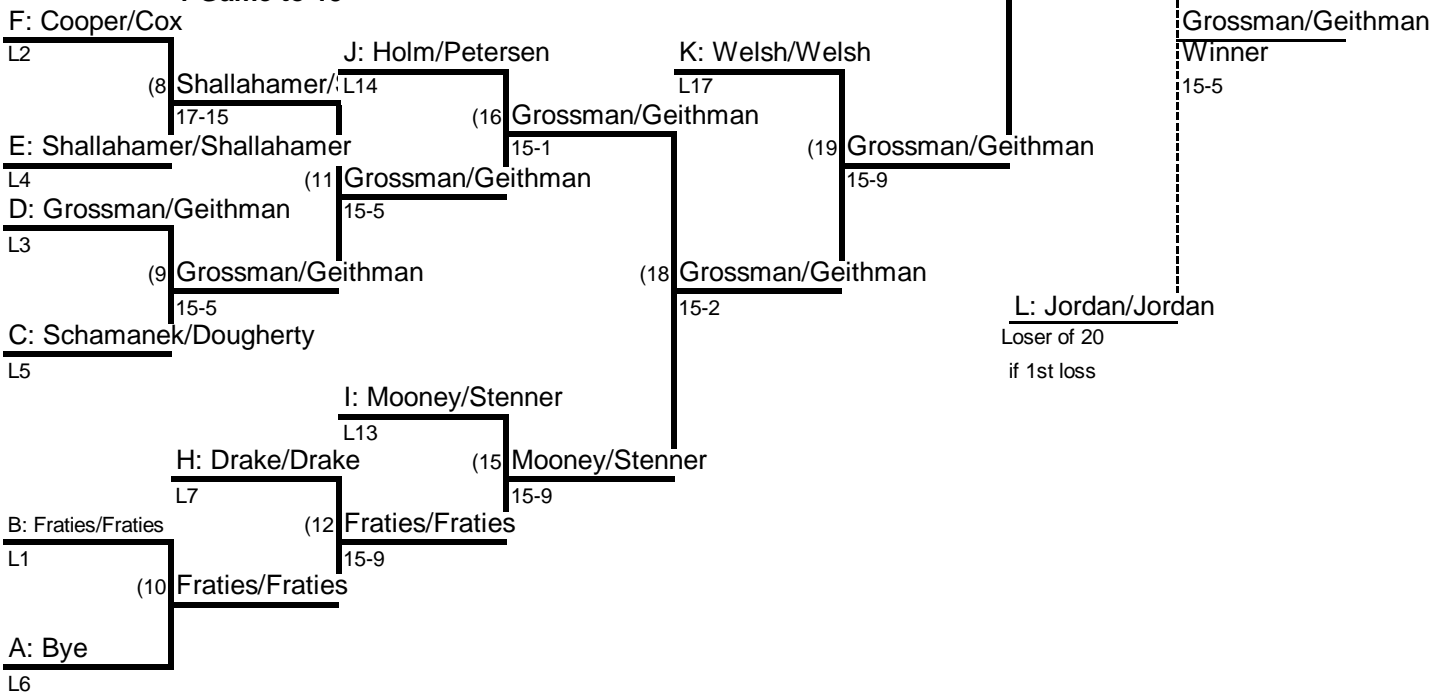 F: Cooper/Cox
L2
(8
17-15
E: Shallahamer/Shallahamer
L4
D: Grossman/Geithman
L3
(9 Grossman/Geithman
15-5
C: Schamanek/Dougherty
L5
J: Holm/Petersen
L14
(11 Grossman/Geithman
15-5
(16 Grossman/Geithman
15-1
K: Welsh/Welsh
L17
(19 Grossman/Geithman
15-9
(18 Grossman/Geithman
15-2
Grossman/Geithman
Winner
15-5
L: Jordan/Jordan
Loser of 20
if 1st loss
I: Mooney/Stenner
L13
H: Drake/Drake
L7
(15 Mooney/Stenner
15-9
B: Fraties/Fraties
L1
(12 Fraties/Fraties
15-9
(10 Fraties/Fraties
A: Bye
L6